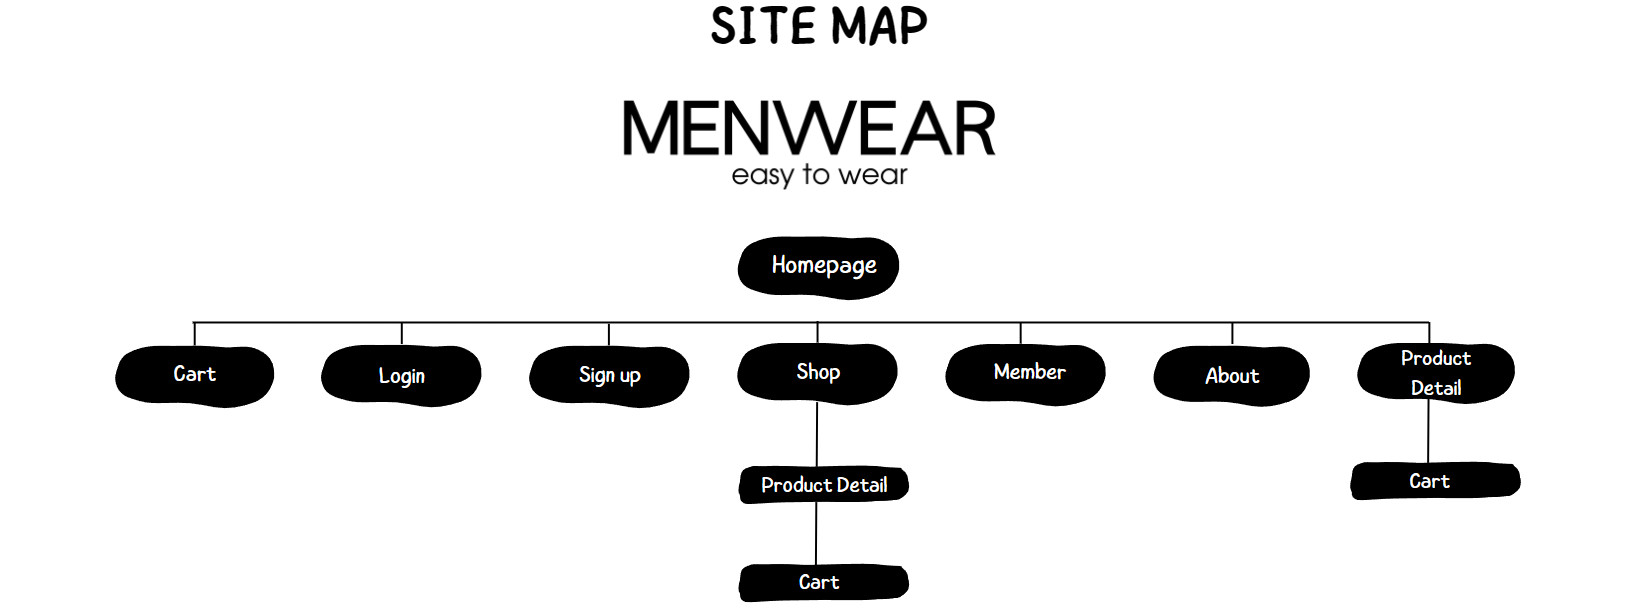 SITE MAP
MENWEAR
easy to wear
Homepage
Cart
Login
Sign up
Shop
Member
About
Product
Detail
Product Detail
Cart
Cart